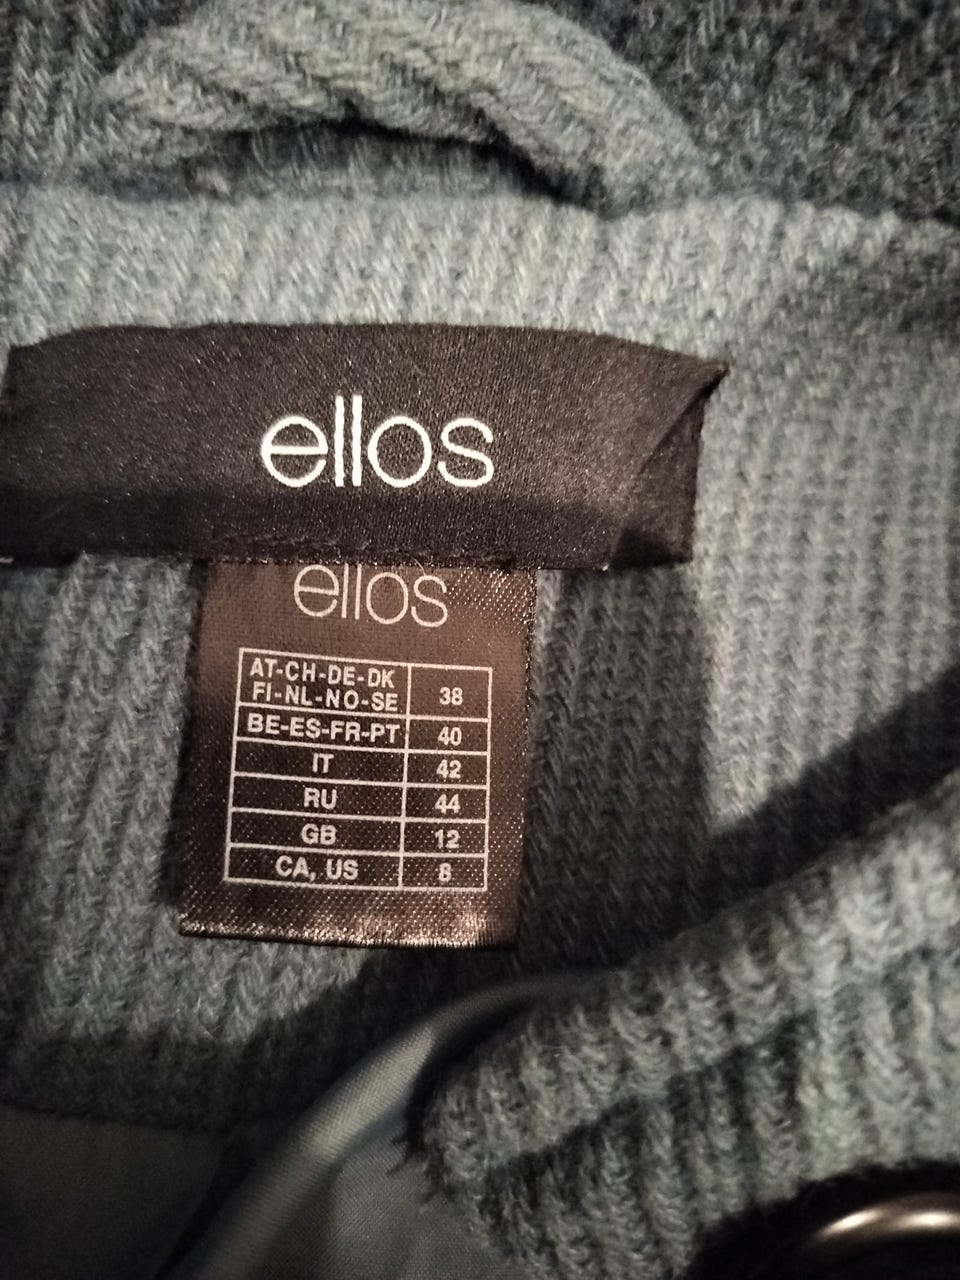 ellos
ellos
AT-CH-DE-DK
FI-NL-NO-SE 38
BE-ES-FR-PT 40
IT 42
RU 44
GB 12
CA, US 8